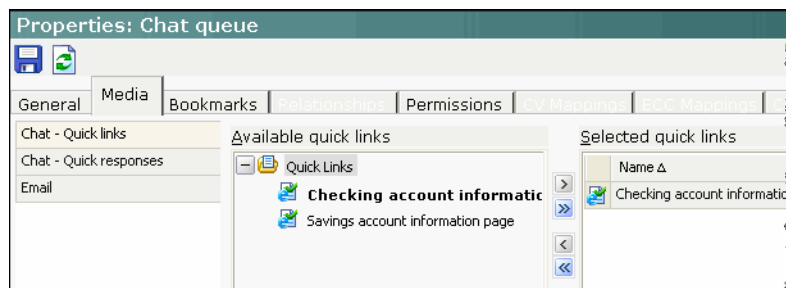 Properties: Chat queue
General Media Bookmarks Relationships Permissions CV Mappings ECC Mappings
Chat - Quick links
Chat - Quick responses
Email
Available quick links
Quick Links
Checking account informatic
Savings account information page
Selected quick links
Name
Checking account informatic